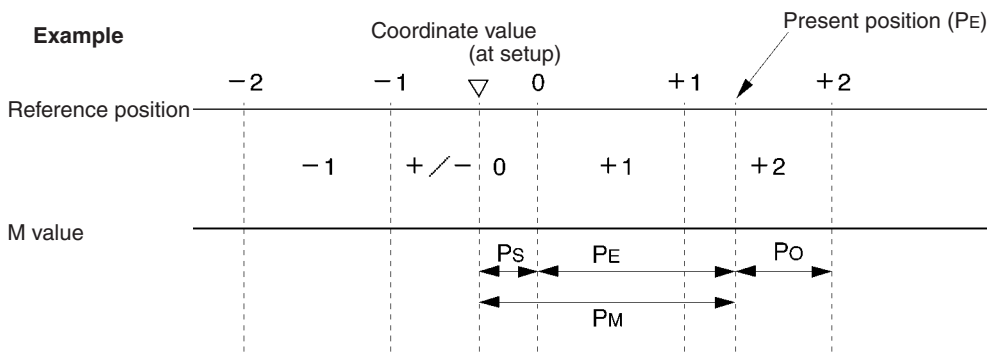 Present position (PE)
Example
Coordinate value
(at setup)
−2 −1 ▽ 0 +1 +2
Reference position
−1 +/− 0 +1 +2
M value
PS PE PO
PM